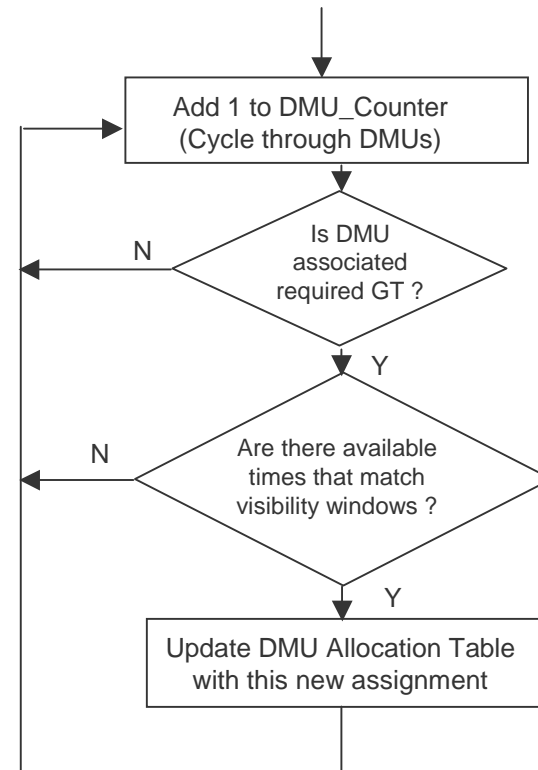 Add 1 to DMU_Counter
(Cycle through DMUs)
N
Is DMU
associated
required GT ?
Y
N
Are there available
times that match
visibility windows ?
Y
Update DMU Allocation Table
with this new assignment